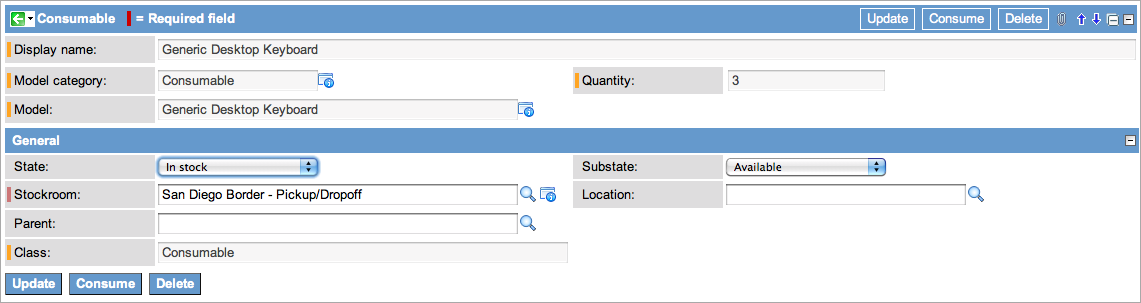 Consumable = Required field Update Consume Delete
Display name: Generic Desktop Keyboard
Model category: Consumable Quantity: 3
Model: Generic Desktop Keyboard
General
State: In stock Substate: Available
Stockroom: San Diego Border - Pickup/Dropoff Location:
Parent:
Class: Consumable
Update Consume Delete